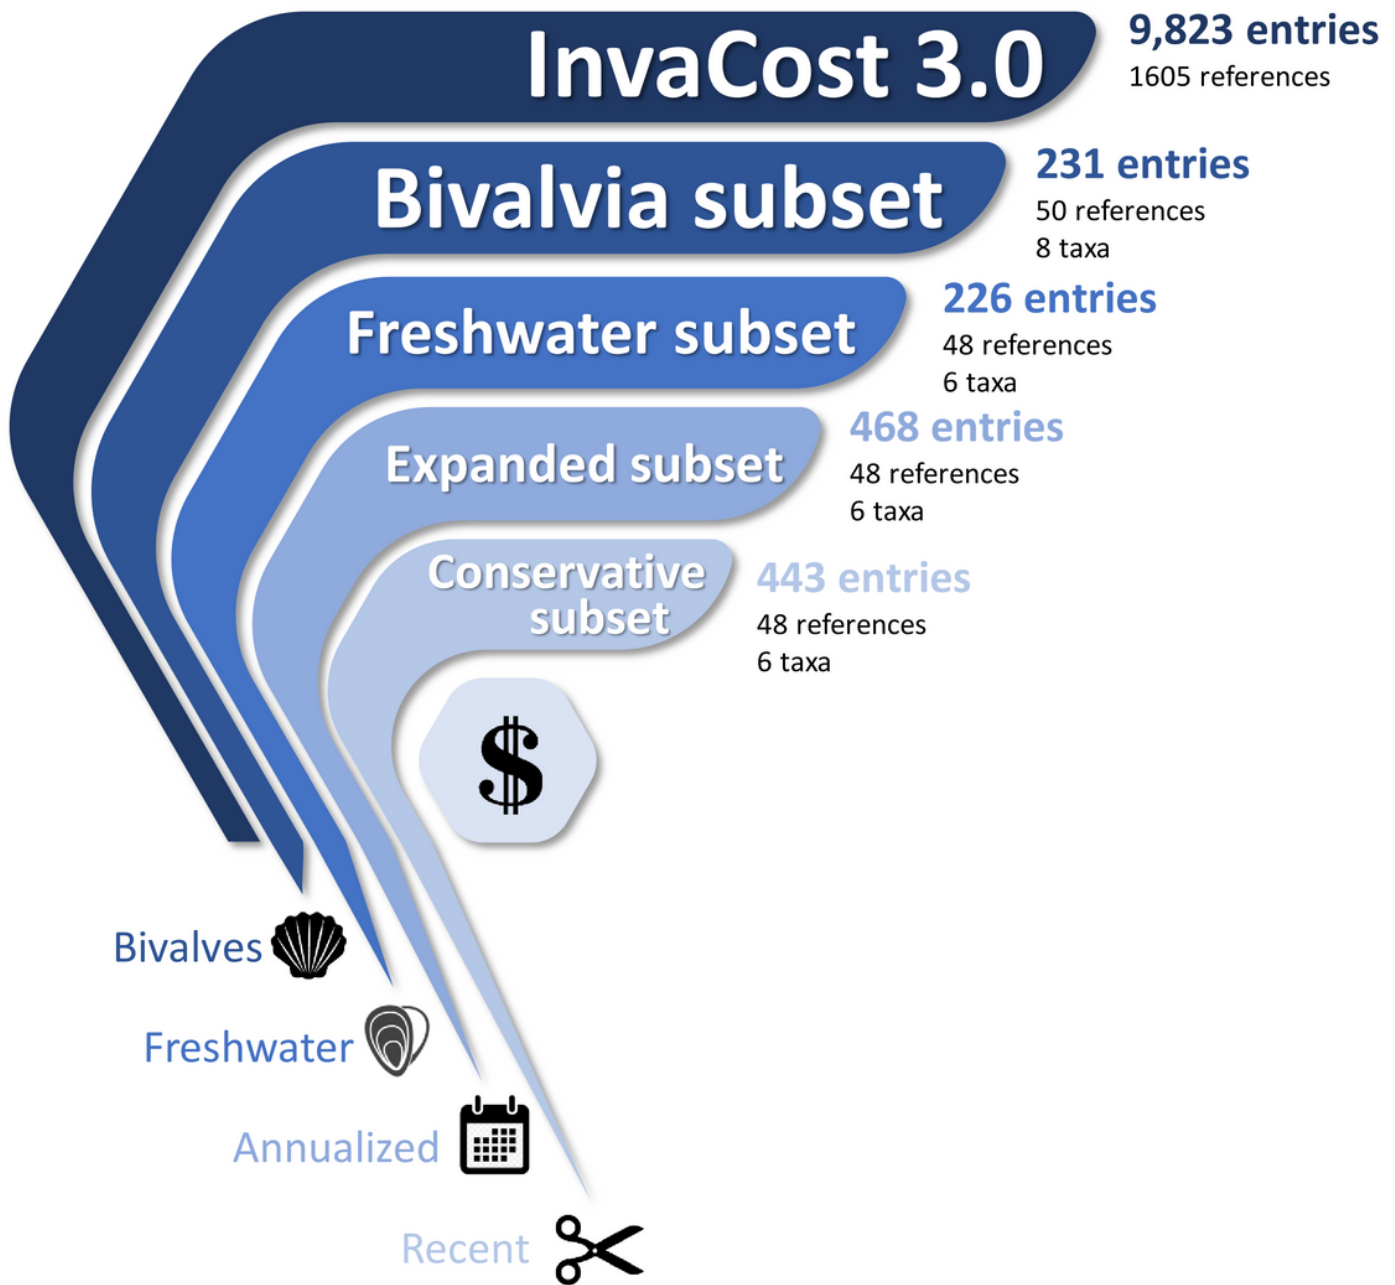 InvaCost 3.0
9,823 entries
1605 references
Bivalvia subset
231 entries
50 references
8 taxa
Freshwater subset
226 entries
48 references
6 taxa
Expanded subset
468 entries
48 references
6 taxa
Conservative
subset
443 entries
48 references
6 taxa
$
Bivalves
Freshwater
Annualized
Recent